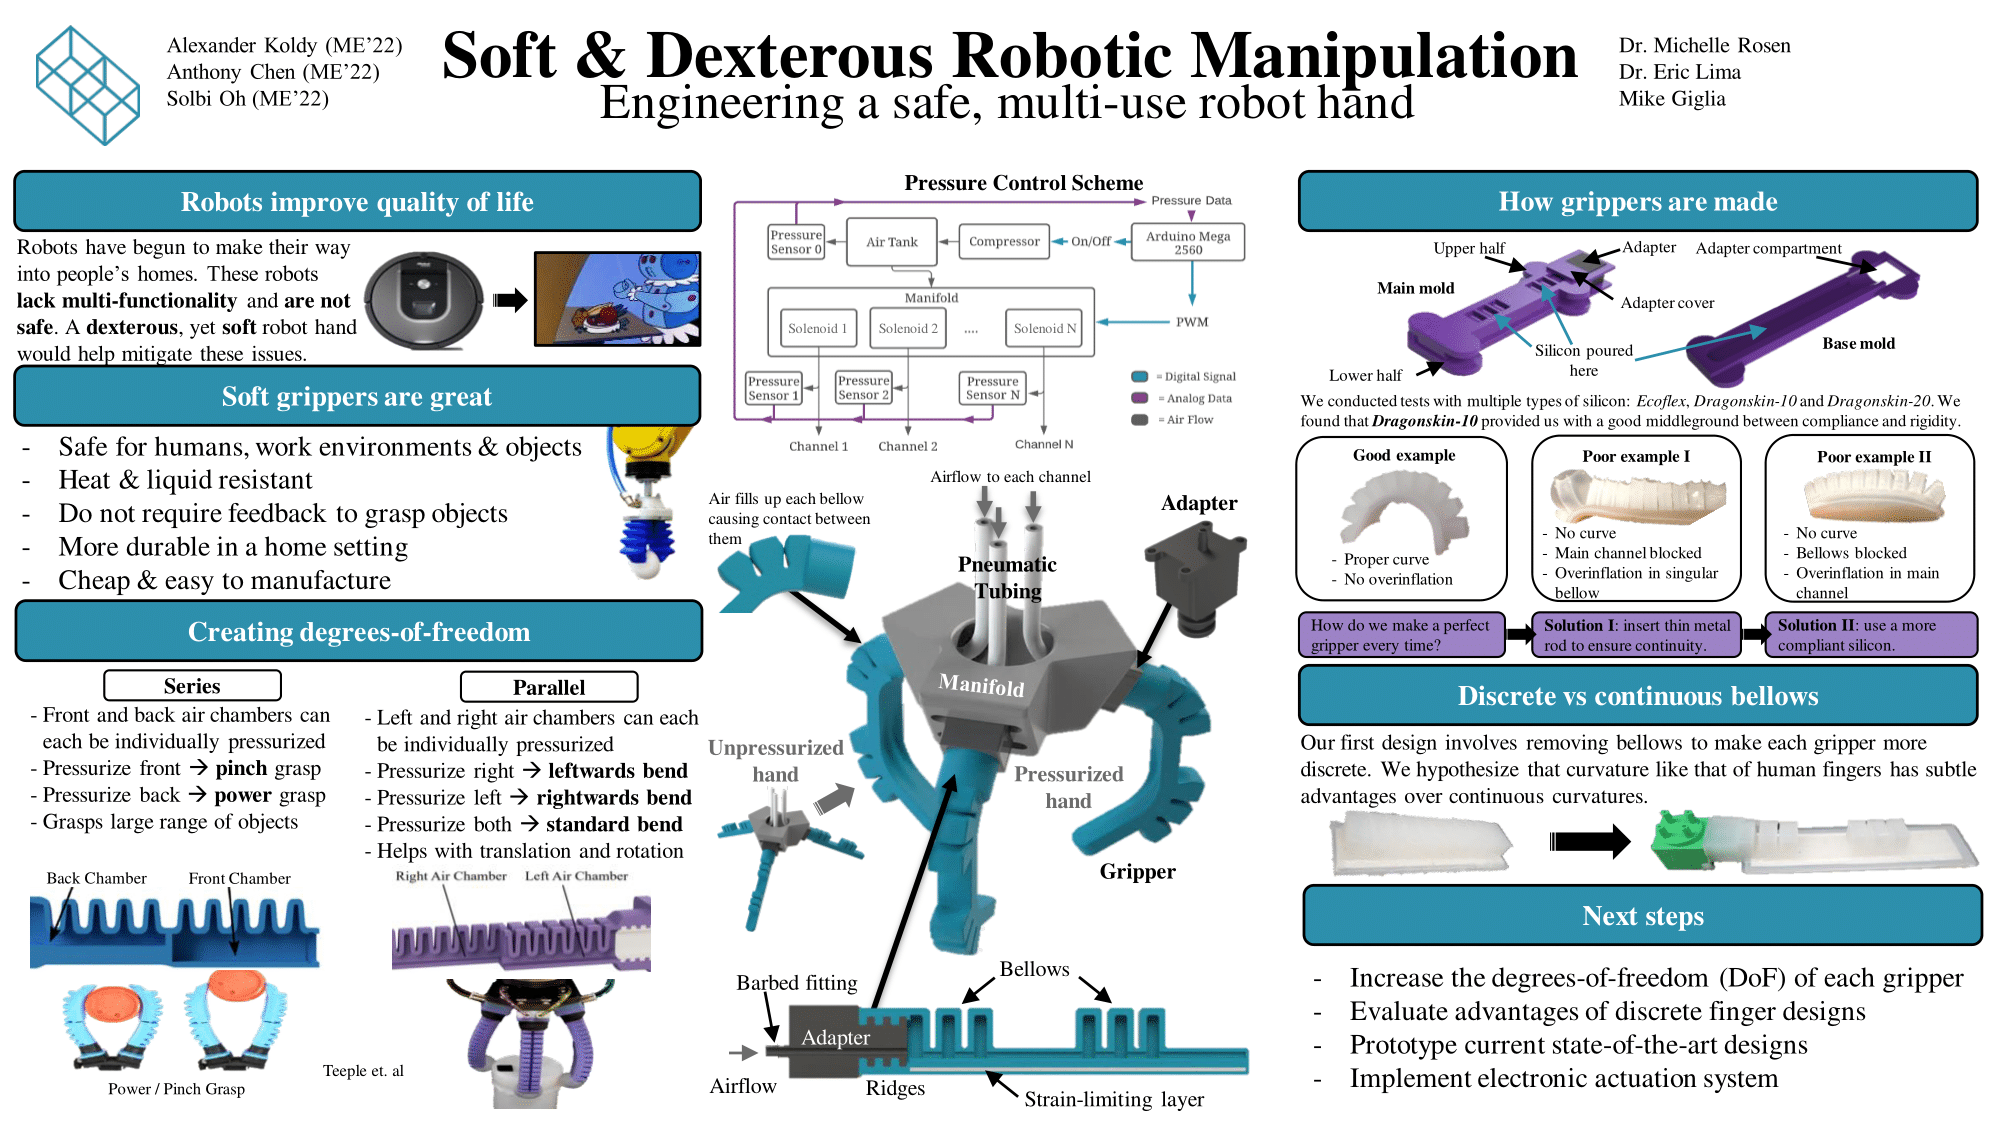 Alexander Koldy (ME’22)
Anthony Chen (ME’22)
Solbi Oh (ME’22)
Soft & Dexterous Robotic Manipulation
Engineering a safe, multi-use robot hand
Dr. Michelle Rosen
Dr. Eric Lima
Mike Giglia
Robots improve quality of life
Robots have begun to make their way
into people’s homes. These robots
lack multi-functionality and are not
safe. A dexterous, yet soft robot hand
would help mitigate these issues.
Soft grippers are great
- Safe for humans, work environments & objects
- Heat & liquid resistant
- Do not require feedback to grasp objects
- More durable in a home setting
- Cheap & easy to manufacture
Creating degrees-of-freedom
Series
- Front and back air chambers can
each be individually pressurized
- Pressurize front → pinch grasp
- Pressurize back → power grasp
- Grasps large range of objects
Back Chamber
Front Chamber
Power / Pinch Grasp
Parallel
- Left and right air chambers can each
be individually pressurized
- Pressurize right → leftwards bend
- Pressurize left → rightwards bend
- Pressurize both → standard bend
- Helps with translation and rotation
Right Air Chamber
Left Air Chamber
Teeple et. al
Pressure Control Scheme
Pressure Data
Pressure
Sensor 0
Air Tank
Compressor
On/Off
Arduino Mega
2560
Manifold
Solenoid 1
Solenoid 2
....
Solenoid N
PWM
Pressure
Sensor 1
Pressure
Sensor 2
Pressure
Sensor N
= Digital Signal
= Analog Data
= Air Flow
Channel 1
Channel 2
Channel N
Airflow to each channel
Air fills up each bellow
causing contact between
them
Adapter
Pneumatic
Tubing
Manifold
Unpressurized
hand
Pressurized
hand
Gripper
Barbed fitting
Bellows
Adapter
Airflow
Ridges
Strain-limiting layer
How grippers are made
Upper half
Adapter
Adapter compartment
Main mold
Adapter cover
Silicon poured
here
Base mold
Lower half
We conducted tests with multiple types of silicon: Ecoflex, Dragonskin-10 and Dragonskin-20. We
found that Dragonskin-10 provided us with a good middleground between compliance and rigidity.
Good example
- Proper curve
- No overinflation
Poor example I
- No curve
- Main channel blocked
- Overinflation in singular
bellow
Poor example II
- No curve
- Bellows blocked
- Overinflation in main
channel
How do we make a perfect
gripper every time?
Solution I: insert thin metal
rod to ensure continuity.
Solution II: use a more
compliant silicon.
Discrete vs continuous bellows
Our first design involves removing bellows to make each gripper more
discrete. We hypothesize that curvature like that of human fingers has subtle
advantages over continuous curvatures.
Next steps
- Increase the degrees-of-freedom (DoF) of each gripper
- Evaluate advantages of discrete finger designs
- Prototype current state-of-the-art designs
- Implement electronic actuation system